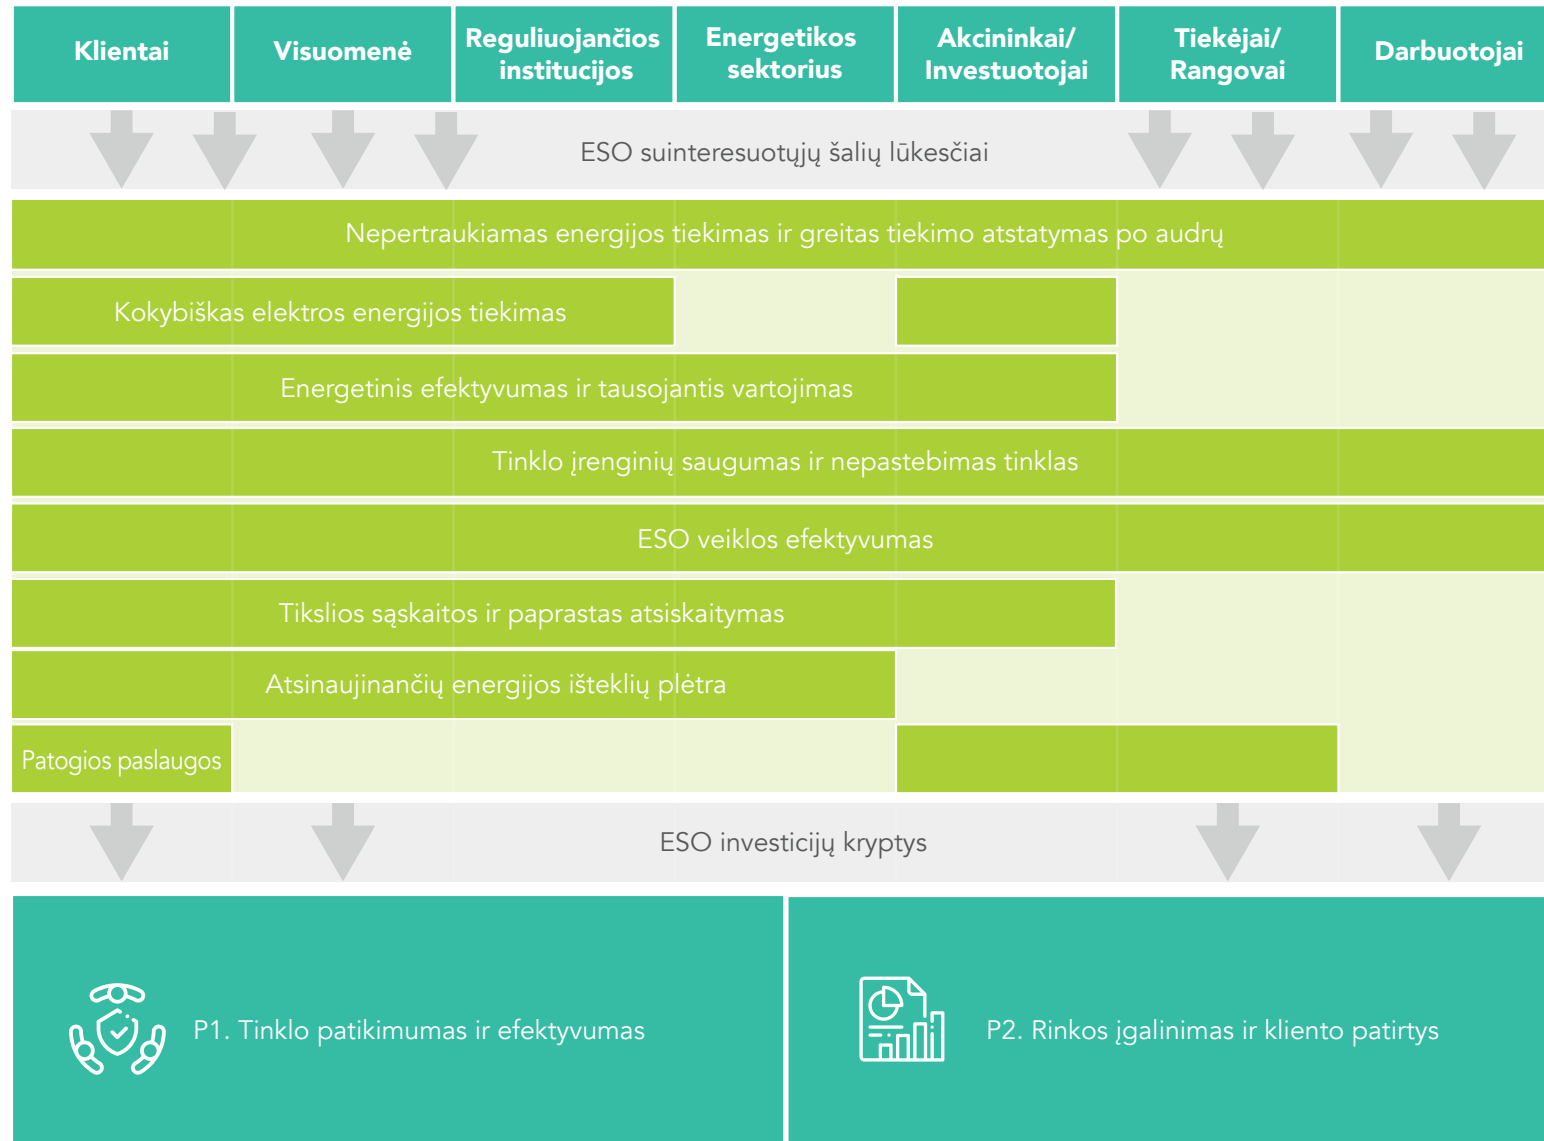 Klientai
Visuomenė
Reguliuojančios
institucijos
Energetikos
sektorius
Akcininkai/
Investuotojai
Tiekėjai/
Rangovai
Darbuotojai
ESO suinteresuotųjų šalių lūkesčiai
Nepertraukiamas energijos tiekimas ir greitas tiekimo atstatymas po audrų
Kokybiškas elektros energijos tiekimas
Energetinis efektyvumas ir tausojantis vartojimas
Tinklo įrenginių saugumas ir nepastebimas tinklas
ESO veiklos efektyvumas
Tikslios sąskaitos ir paprastas atsiskaitymas
Atsinaujinančių energijos išteklių plėtra
Patogios paslaugos
ESO investicijų kryptys
P1. Tinklo patikimumas ir efektyvumas
P2. Rinkos įgalinimas ir kliento patirtys